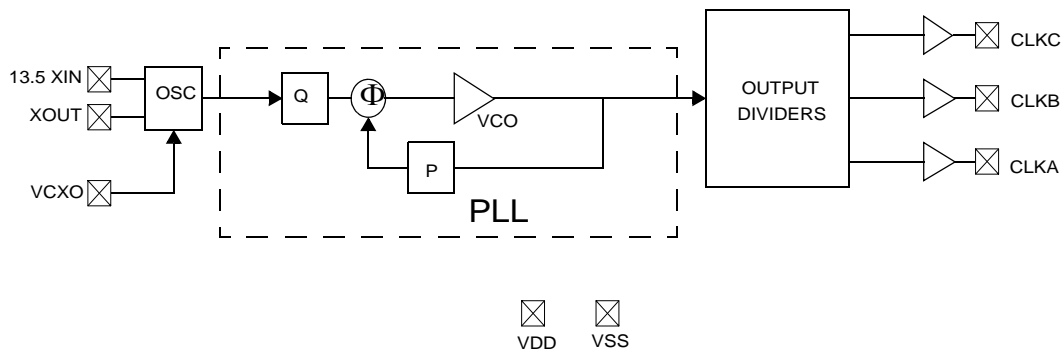 13.5 XIN
XOUT
VCXO
OSC
Q
Φ
VCO
P
PLL
OUTPUT
DIVIDERS
CLKC
CLKB
CLKA
VDD
VSS